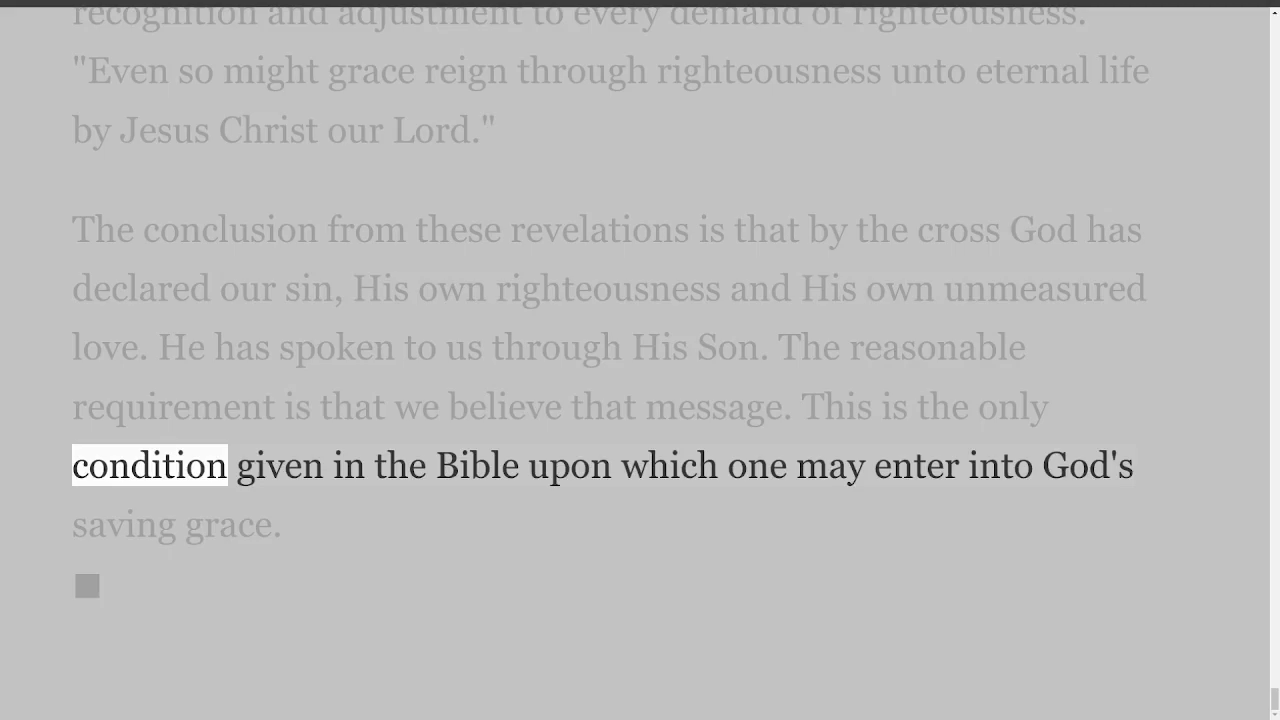 recognition and adjustment to every demand of righteousness.
"Even so might grace reign through righteousness unto eternal life
by Jesus Christ our Lord."
The conclusion from these revelations is that by the cross God has
declared our sin, His own righteousness and His own unmeasured
love. He has spoken to us through His Son. The reasonable
requirement is that we believe that message. This is the only
condition given in the Bible upon which one may enter into God's
saving grace.